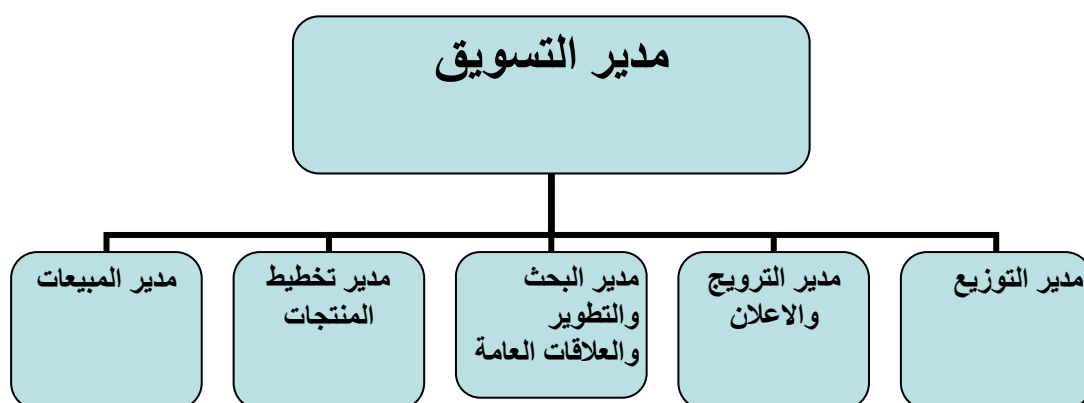 مدير التسويق
مدير التوزيع
مدير الترويج
والاعلان
مدير البحث
والتطوير
والعلاقات العامة
مدير تخطيط
المنتجات
مدير المبيعات